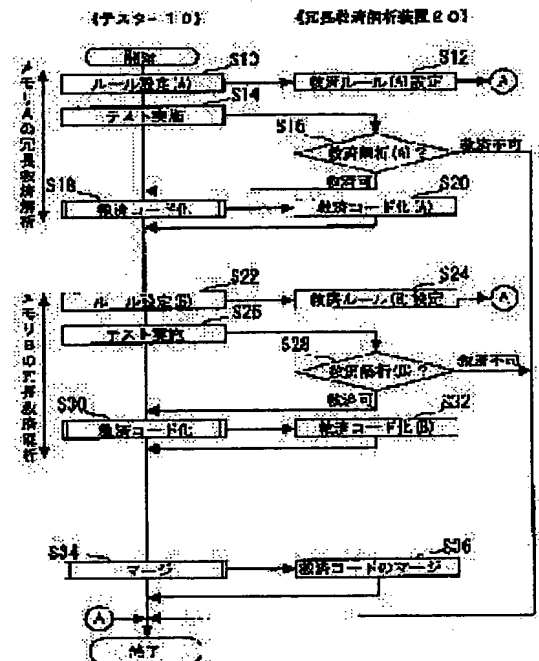 《テスター10》
《冗長救済解析装置20》
開始
S10
S12
ルール設定(A)
救済ルール(A)設定
A
S14
テスト実施
S16
救済解析(A)?
救済不可
救済可
メモリAの冗長救済解析
S18
S20
救済コード化
救済コード化(A)
S22
S24
ルール設定(B)
救済ルール(B)設定
A
S26
テスト実施
S28
救済解析(B)?
救済不可
救済可
メモリBの冗長救済解析
S30
S32
救済コード化
救済コード化(B)
S34
S36
マージ
救済コードのマージ
A
終了